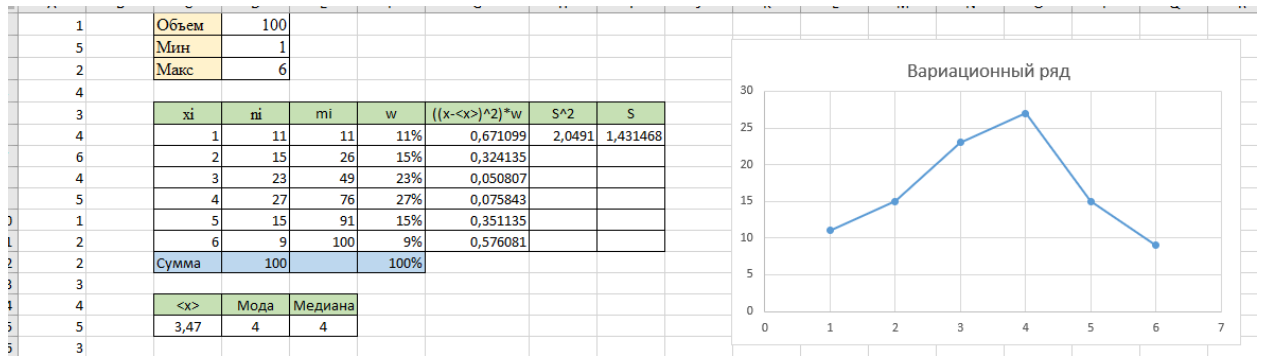 1 Объем 100
5 Мин 1
2 Макс 6
4
3 xi ni mi w ((x-<x>)^2)*w S^2 S
4 1 11 11 11% 0,671099 2,0491 1,431468
6 2 15 26 15% 0,324135
4 3 23 49 23% 0,050807
5 4 27 76 27% 0,075843
1 5 15 91 15% 0,351135
2 6 9 100 9% 0,576081
2 Сумма 100 100%
3
4 <x> Мода Медиана
5 3,47 4 4
3
Вариационный ряд
30
25
20
15
10
5
0
0 1 2 3 4 5 6 7